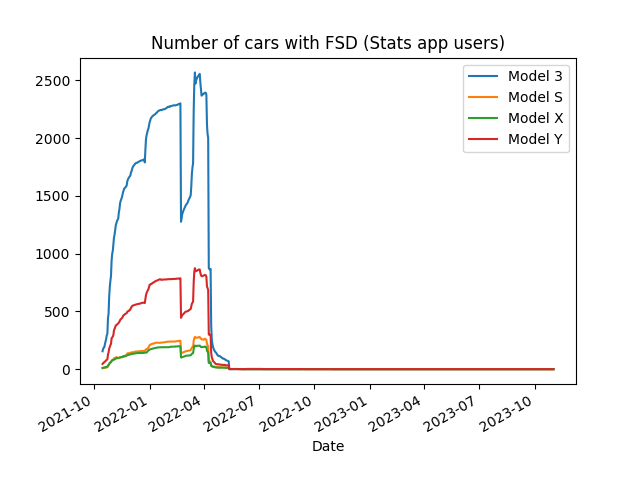 Number of cars with FSD (Stats app users)
2500
2000
1500
1000
500
0
Model 3
Model S
Model X
Model Y
2021-10
2022-01
2022-04
2022-07
2022-10
2023-01
2023-04
2023-07
2023-10
Date